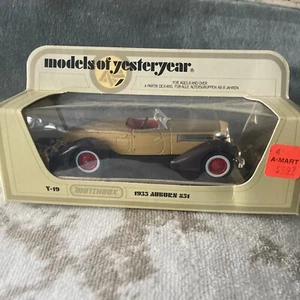 models of yesteryear
FOR AGES 8 AND OVER
Y-19 MATCHBOX 1935 AUBURN 851
A-MART